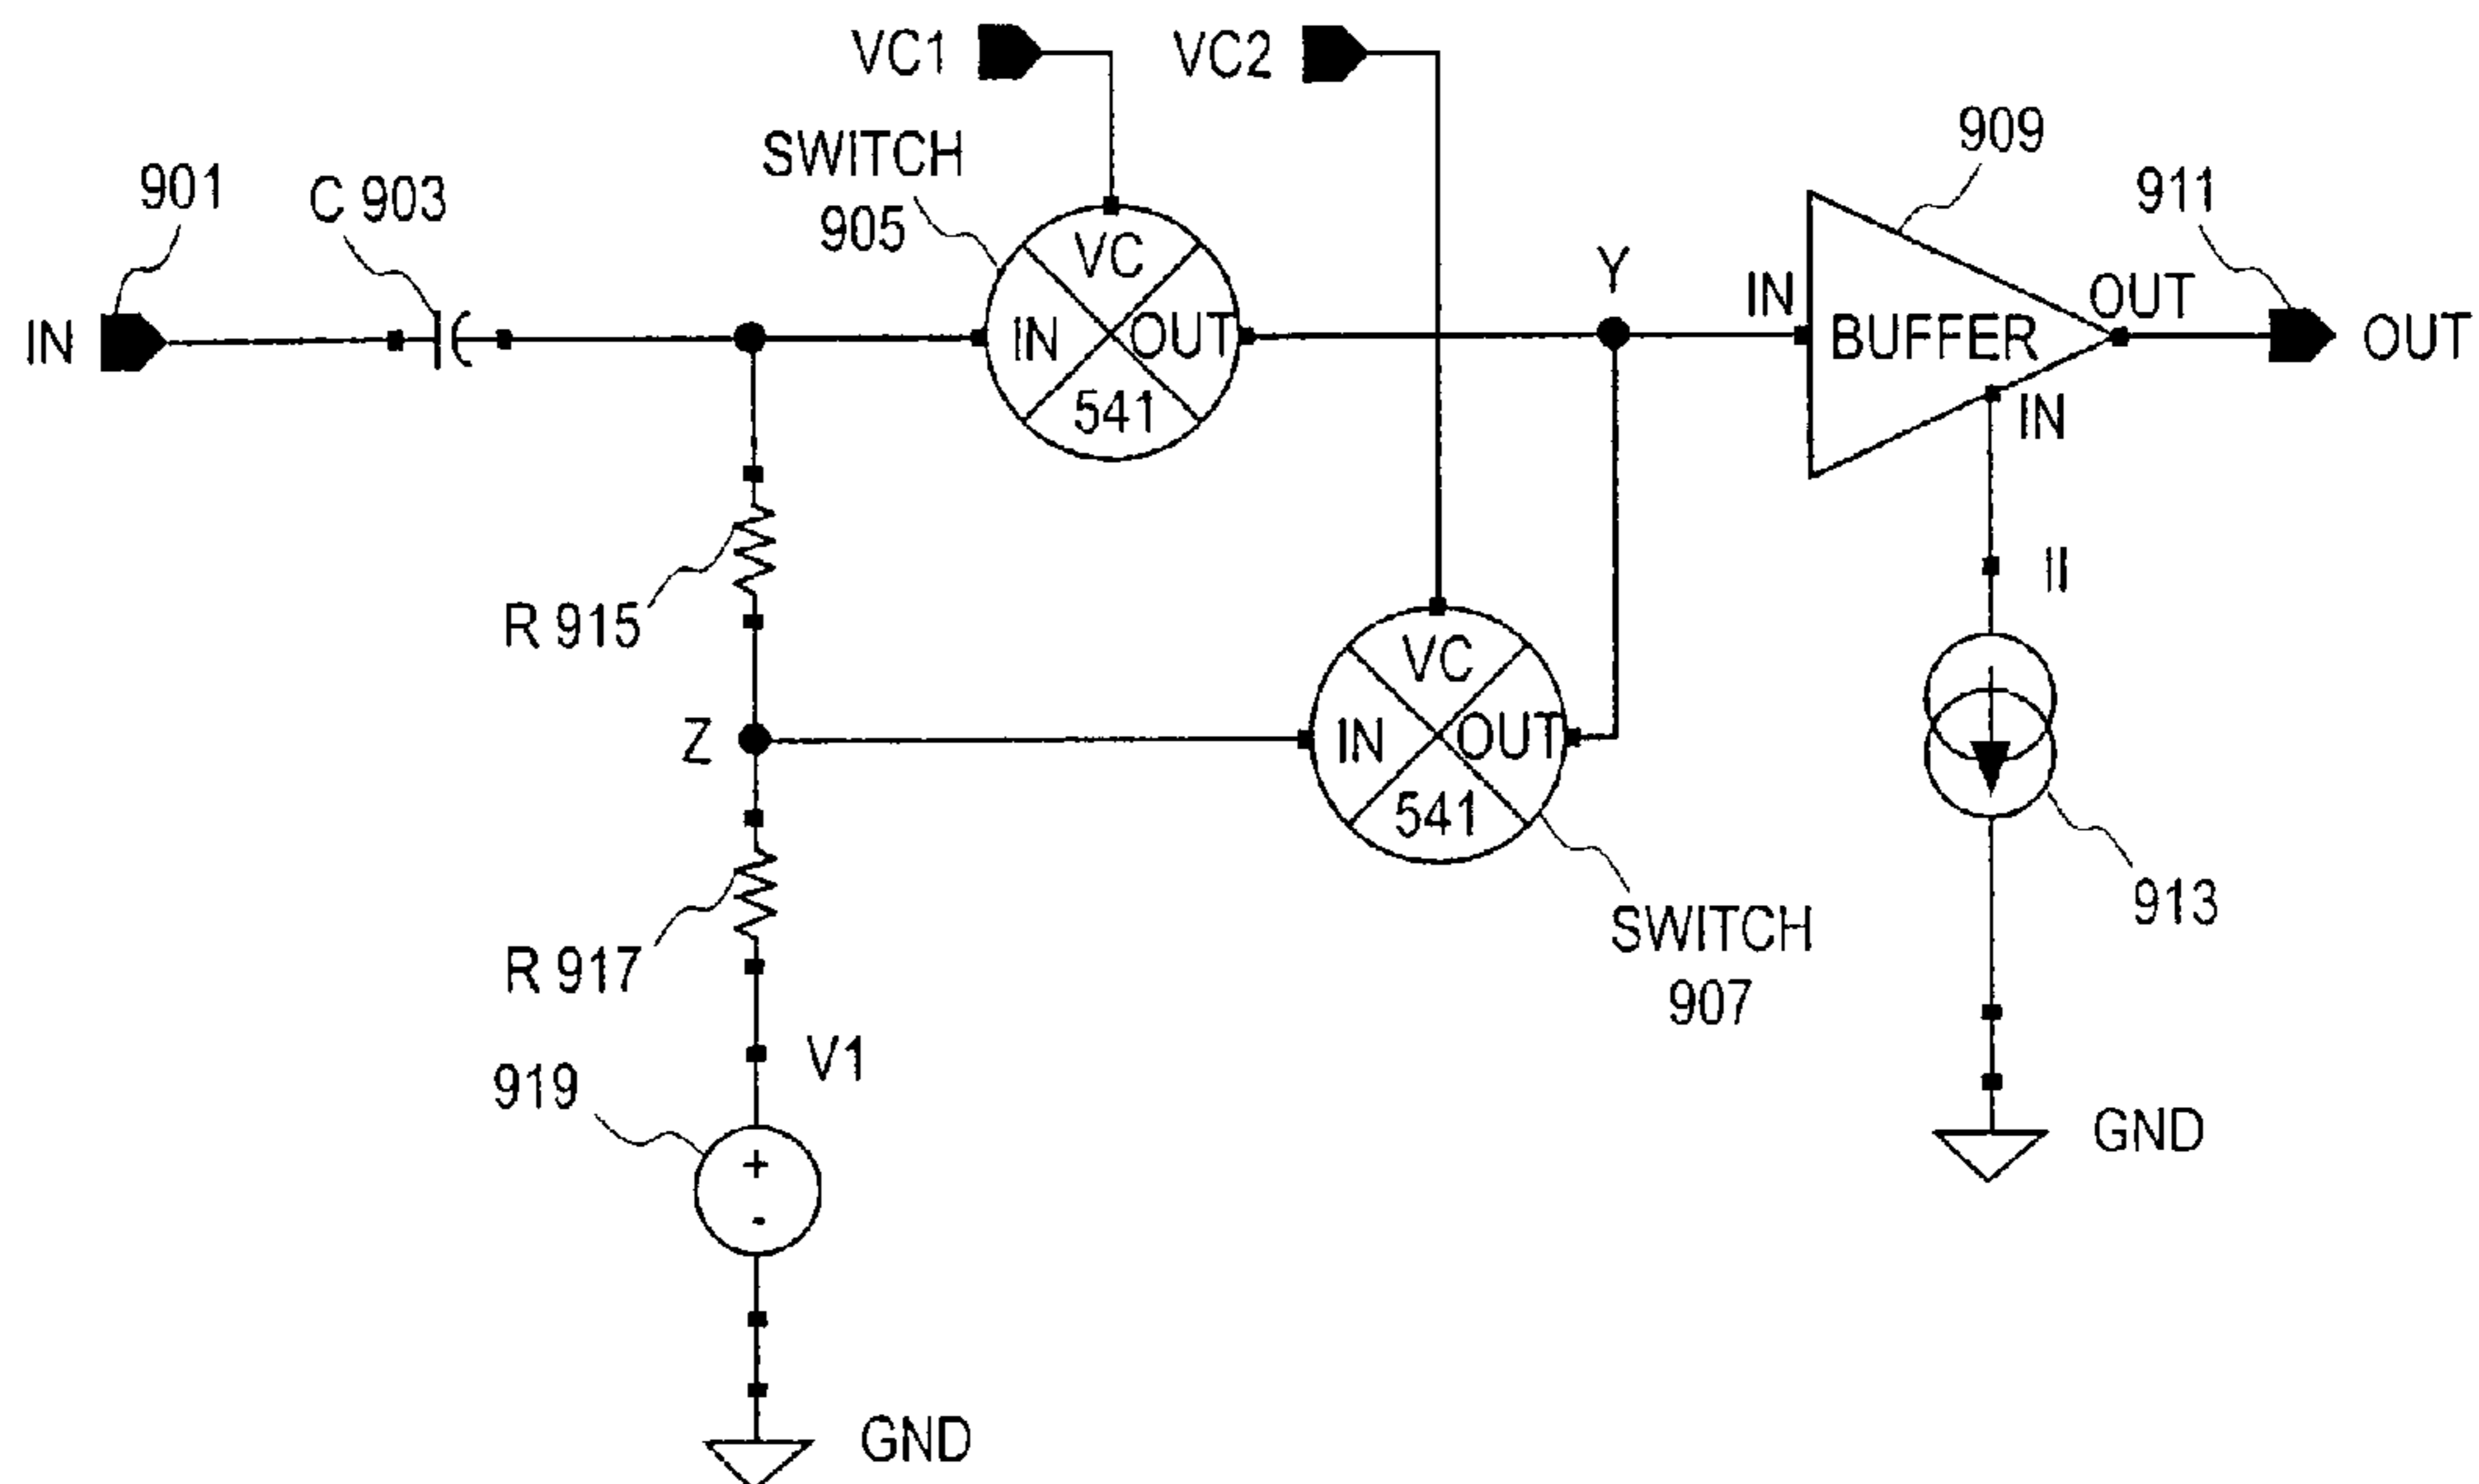 VC1
VC2
909
SWITCH
905
901
C 903
911
VC
Y
IN
OUT
IN
IN
OUT
BUFFER
OUT
541
IN
R 915
II
VC
Z
IN
OUT
541
913
SWITCH
907
R 917
V1
919
+
-
GND
GND